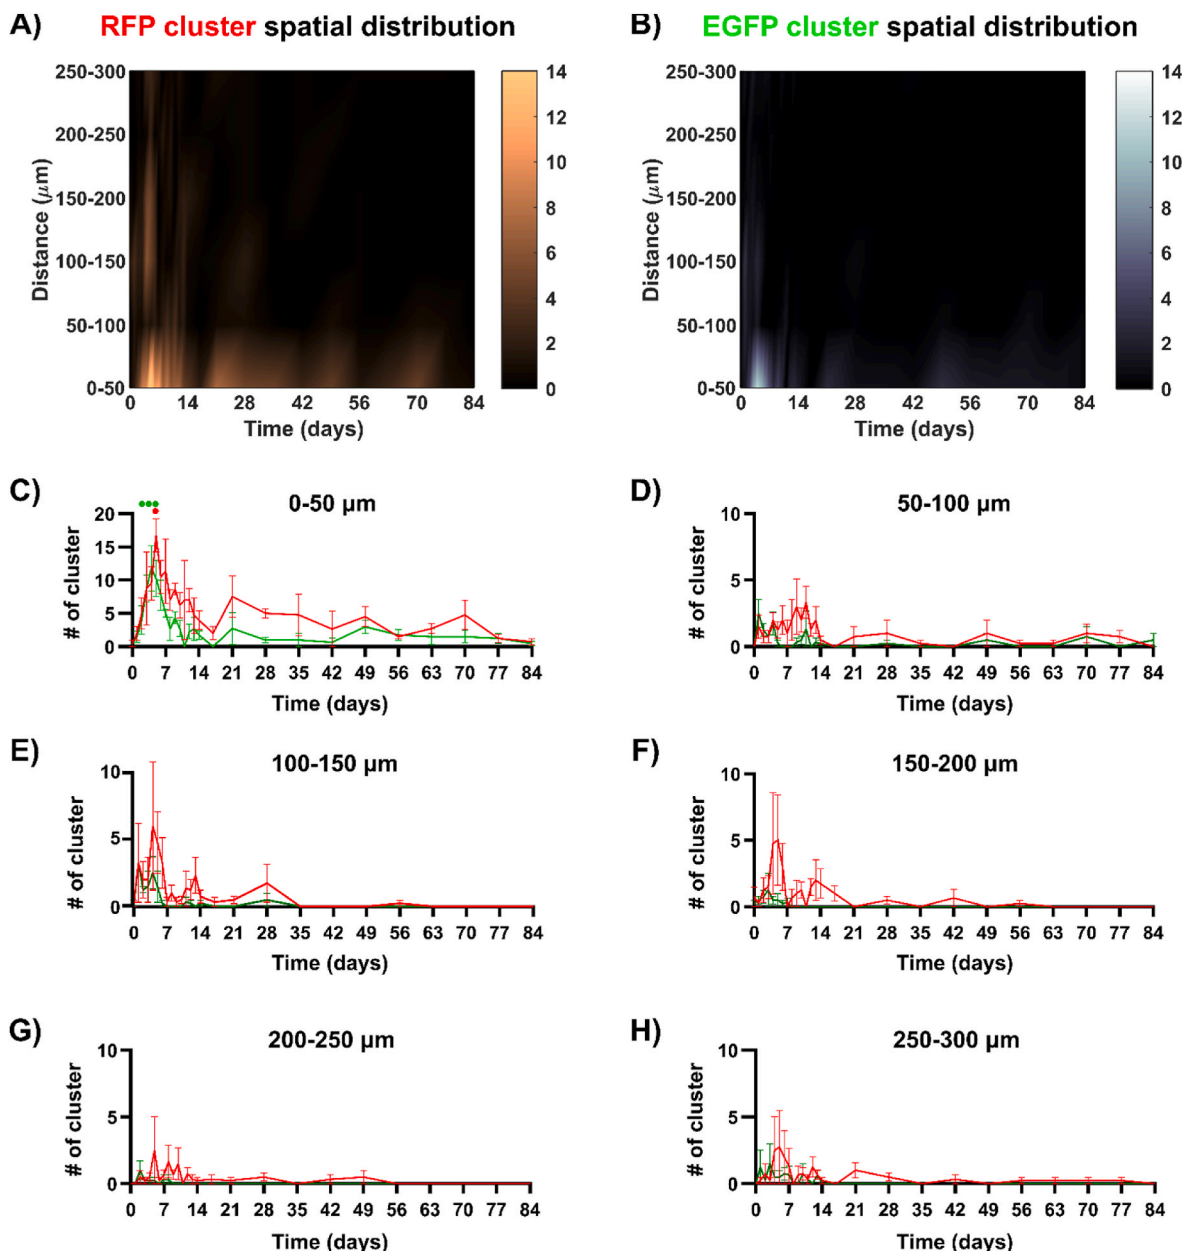 A) RFP cluster spatial distribution
250-300
200-250
150-200
100-150
50-100
0-50
Distance (μm)
0 14 28 42 56 70 84
Time (days)
14
12
10
8
6
4
2
0
B) EGFP cluster spatial distribution
250-300
200-250
150-200
100-150
50-100
0-50
Distance (μm)
0 14 28 42 56 70 84
Time (days)
14
12
10
8
6
4
2
0
C) 0-50 μm
20
15
10
5
0
# of cluster
0 7 14 21 28 35 42 49 56 63 70 77 84
Time (days)
D) 50-100 μm
10
5
0
# of cluster
0 7 14 21 28 35 42 49 56 63 70 77 84
Time (days)
E) 100-150 μm
10
5
0
# of cluster
0 7 14 21 28 35 42 49 56 63 70 77 84
Time (days)
F) 150-200 μm
10
5
0
# of cluster
0 7 14 21 28 35 42 49 56 63 70 77 84
Time (days)
G) 200-250 μm
10
5
0
# of cluster
0 7 14 21 28 35 42 49 56 63 70 77 84
Time (days)
H) 250-300 μm
10
5
0
# of cluster
0 7 14 21 28 35 42 49 56 63 70 77 84
Time (days)